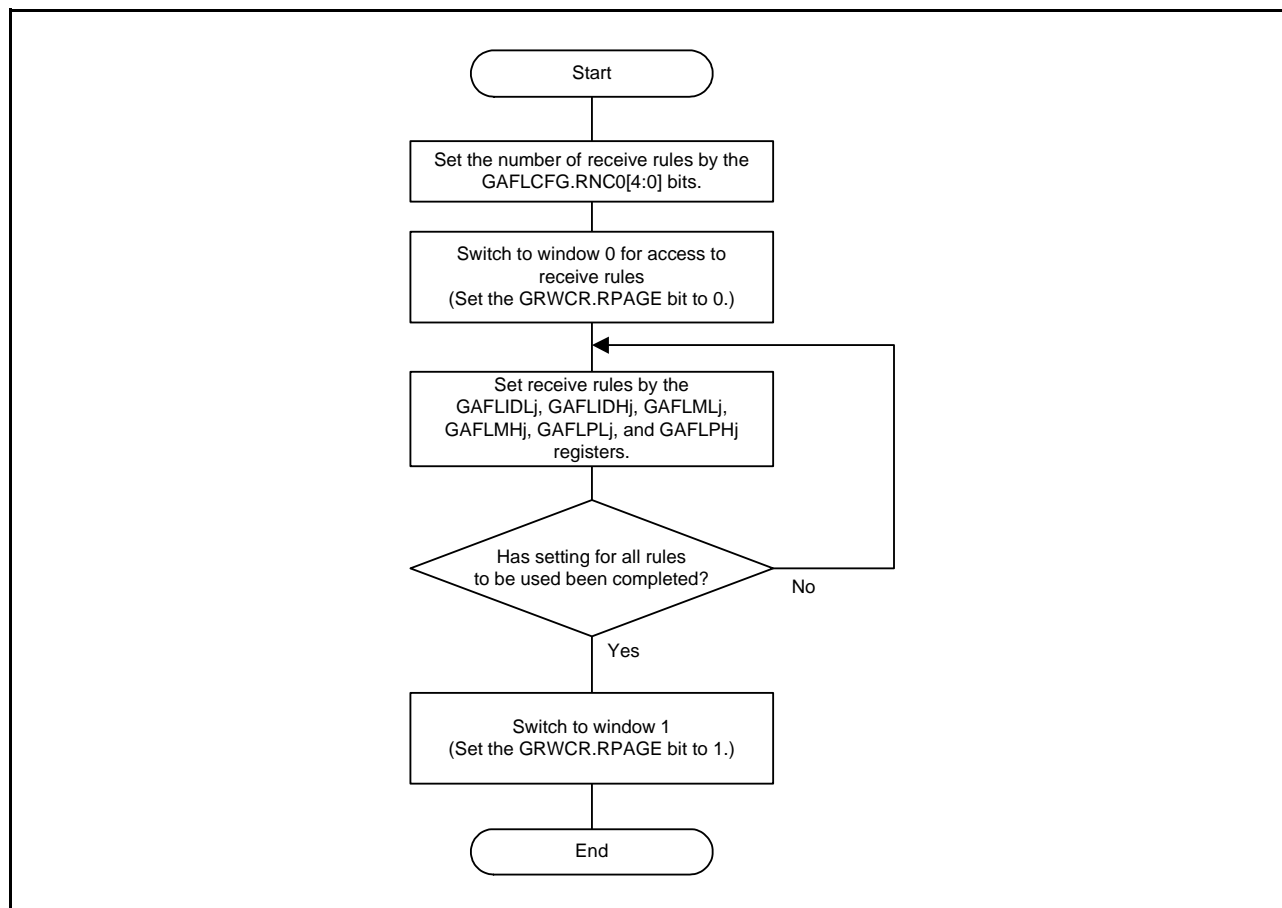 Start
Set the number of receive rules by the
GAFLCFG.RNC0[4:0] bits.
Switch to window 0 for access to
receive rules
(Set the GRWCR.RPAGE bit to 0.)
Set receive rules by the
GAFLIDLj, GAFLIDHj, GAFLMLj,
GAFLMHj, GAFLPLj, and GAFLPHj
registers.
Has setting for all rules
to be used been completed?
No
Yes
Switch to window 1
(Set the GRWCR.RPAGE bit to 1.)
End